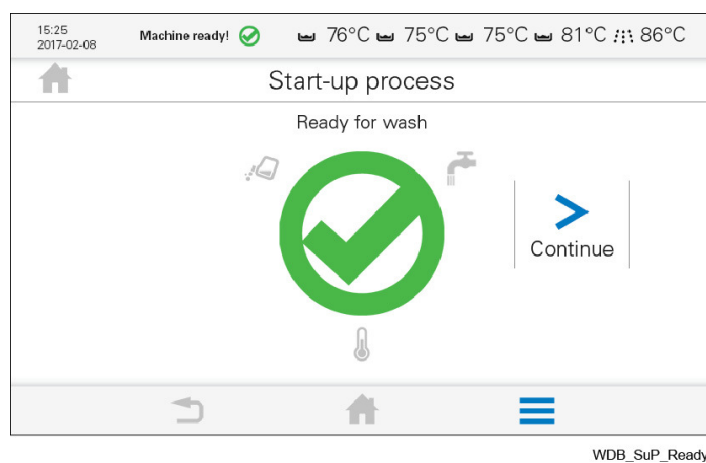 15:25
2017-02-08
Machine ready!
76°C 75°C 75°C 81°C 86°C
Start-up process
Ready for wash
Continue
WDB_SuP_Ready